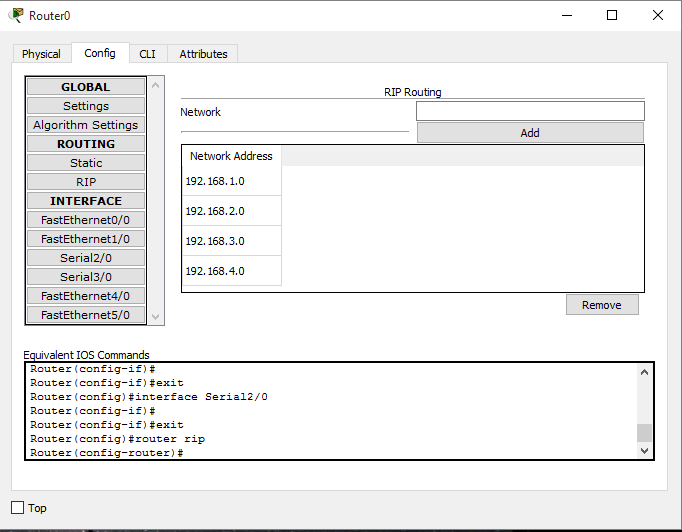 Router0
Physical Config CLI Attributes
GLOBAL
Settings
Algorithm Settings
ROUTING
Static
RIP
INTERFACE
FastEthernet0/0
FastEthernet1/0
Serial2/0
Serial3/0
FastEthernet4/0
FastEthernet5/0
RIP Routing
Network
Add
Network Address
192.168.1.0
192.168.2.0
192.168.3.0
192.168.4.0
Remove
Equivalent IOS Commands
Router(config-if)#
Router(config-if)#exit
Router(config)#interface Serial2/0
Router(config-if)#
Router(config-if)#exit
Router(config)#router rip
Router(config-router)#
Top